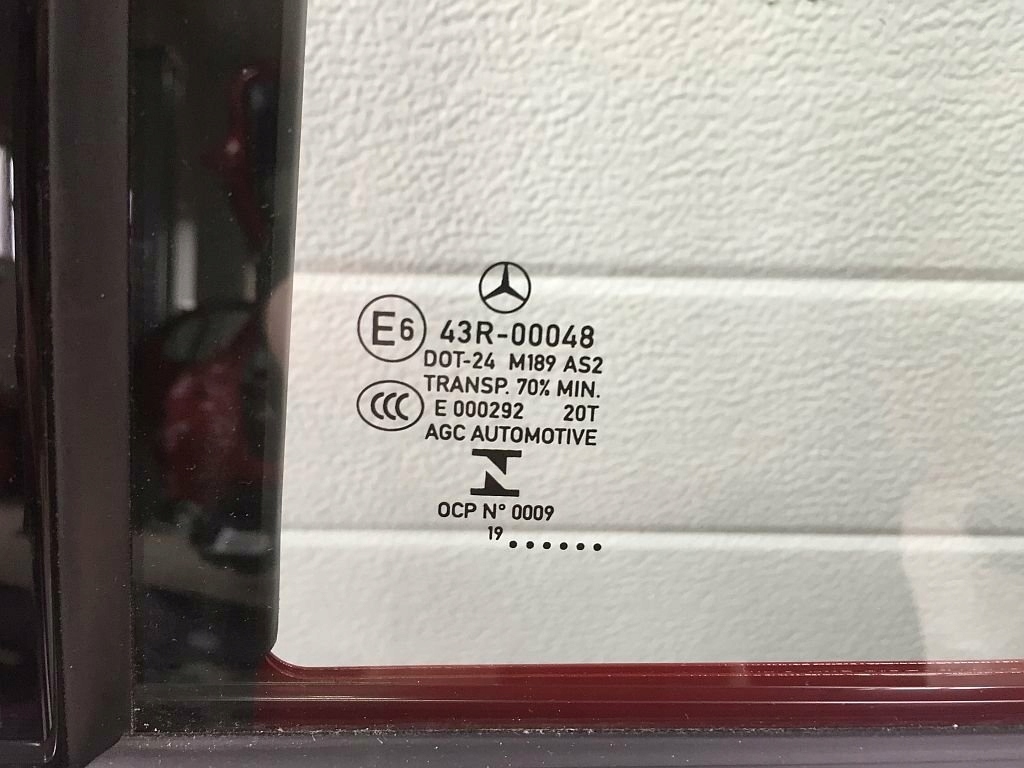 E6 43R-00048
DOT-24 M189 AS2
TRANSP. 70% MIN.
CCC E 000292 20T
AGC AUTOMOTIVE
OCP N° 0009
19 ......